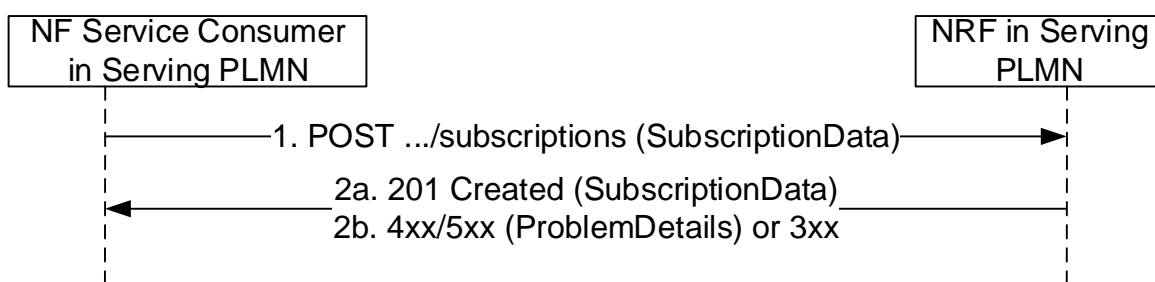 NF Service Consumer
in Serving PLMN
NRF in Serving
PLMN
1. POST .../subscriptions (SubscriptionData)
2a. 201 Created (SubscriptionData)
2b. 4xx/5xx (ProblemDetails) or 3xx